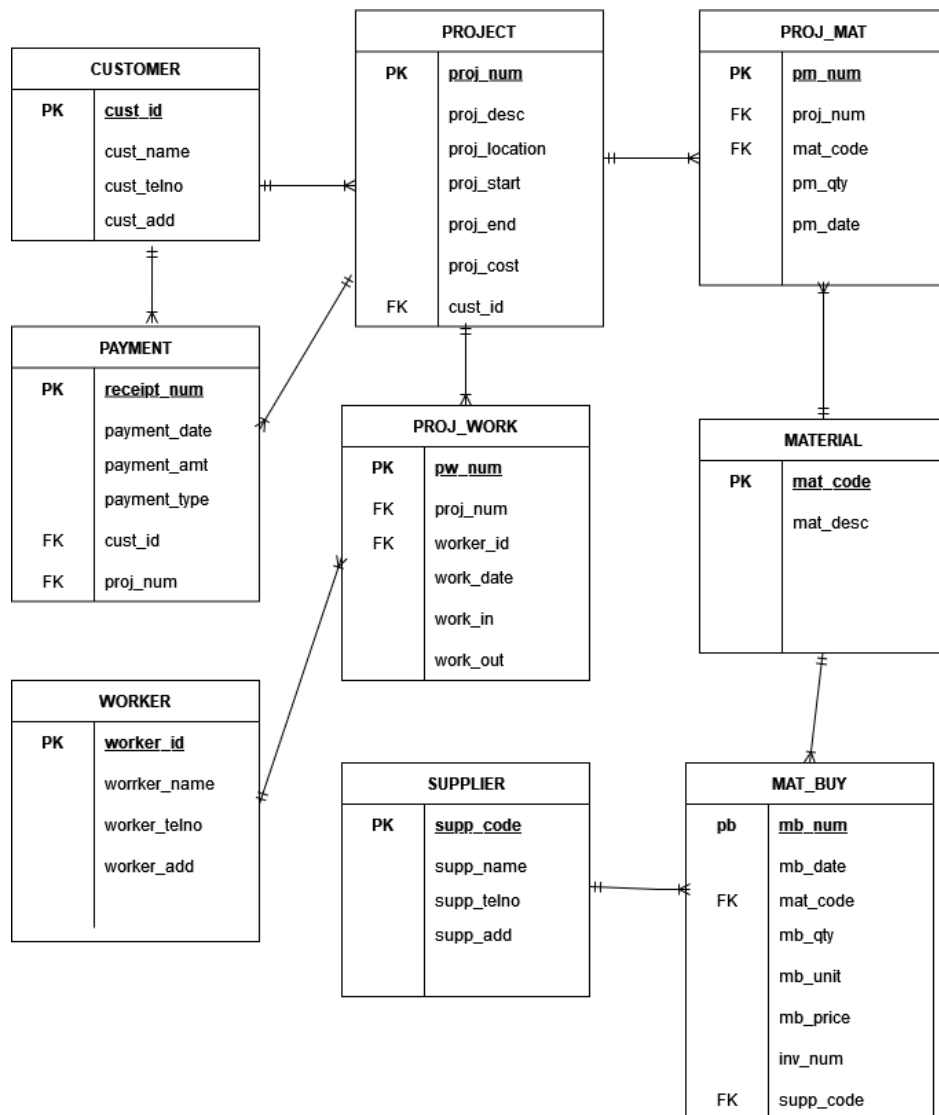 CUSTOMER
PK cust_id
cust_name
cust_telno
cust_add
PROJECT
PK proj_num
proj_desc
proj_location
proj_start
proj_end
proj_cost
FK cust_id
PROJ_MAT
PK pm_num
FK proj_num
FK mat_code
pm_qty
pm_date
PAYMENT
PK receipt_num
payment_date
payment_amt
payment_type
FK cust_id
FK proj_num
PROJ_WORK
PK pw_num
FK proj_num
FK worker_id
work_date
work_in
work_out
MATERIAL
PK mat_code
mat_desc
WORKER
PK worker_id
worrker_name
worker_telno
worker_add
SUPPLIER
PK supp_code
supp_name
supp_telno
supp_add
MAT_BUY
pb mb_num
mb_date
FK mat_code
mb_qty
mb_unit
mb_price
inv_num
FK supp_code